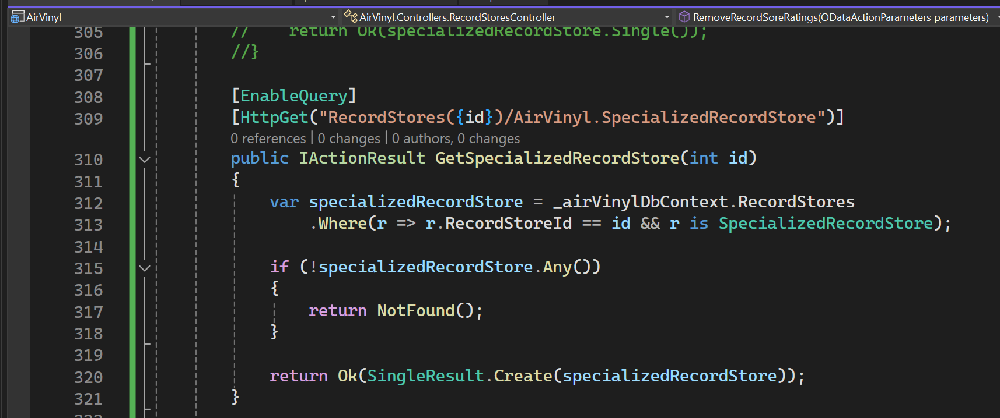 AirVinyl AirVinyl.Controllers.RecordStoresController RemoveRecordSoreRatings(ODataActionParameters parameters)
305 // return Ok(specializedRecordStore.Single());
306 //}
307
308 [EnableQuery]
309 [HttpGet("RecordStores({id})/AirVinyl.SpecializedRecordStore")]
0 references | 0 changes | 0 authors, 0 changes
310 public IActionResult GetSpecializedRecordStore(int id)
311 {
312 var specializedRecordStore = _airVinylDbContext.RecordStores
313 .Where(r => r.RecordStoreId == id && r is SpecializedRecordStore);
314
315 if (!specializedRecordStore.Any())
316 {
317 return NotFound();
318 }
319
320 return Ok(SingleResult.Create(specializedRecordStore));
321 }